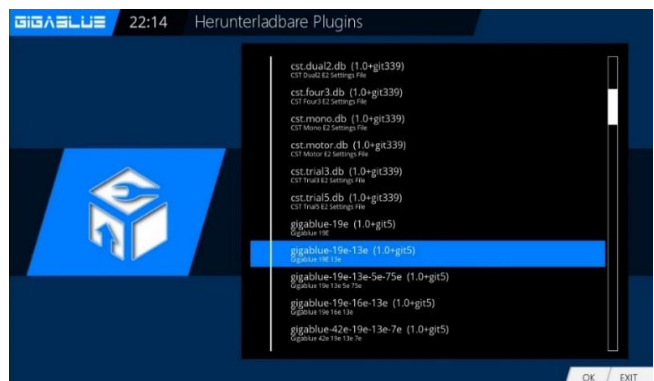 GIGABLUE 22:14 Herunterladbare Plugins
cst.dual2.db (1.0+git339)
CST Dual2 E2 Settings File
cst.four3.db (1.0+git339)
CST Four3 E2 Settings File
cst.mono.db (1.0+git339)
CST Mono E2 Settings File
cst.motor.db (1.0+git339)
CST Motor E2 Settings File
cst.trial3.db (1.0+git339)
CST Trial3 E2 Settings File
cst.trial5.db (1.0+git339)
CST Trial5 E2 Settings File
gigablue-19e (1.0+git5)
Gigablue 19E
gigablue-19e-13e (1.0+git5)
Gigablue 19E 13e
gigablue-19e-13e-5e-75e (1.0+git5)
Gigablue 19e 13e 5e 75e
gigablue-19e-16e-13e (1.0+git5)
Gigablue 19e 16e 13e
gigablue-42e-19e-13e-7e (1.0+git5)
Gigablue 42e 19e 13e 7e
OK EXIT